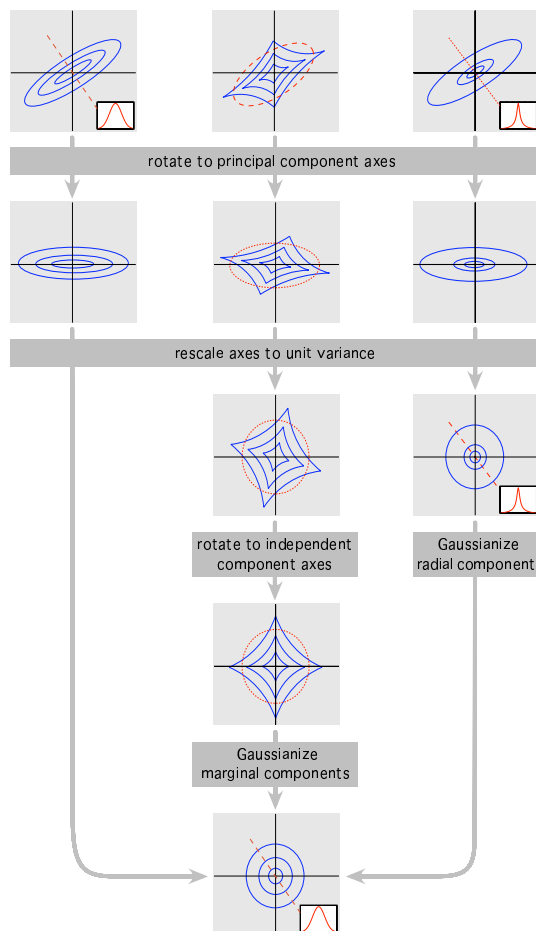 rotate to principal component axes
rescale axes to unit variance
rotate to independent
component axes
Gaussianize
radial component
Gaussianize
marginal components